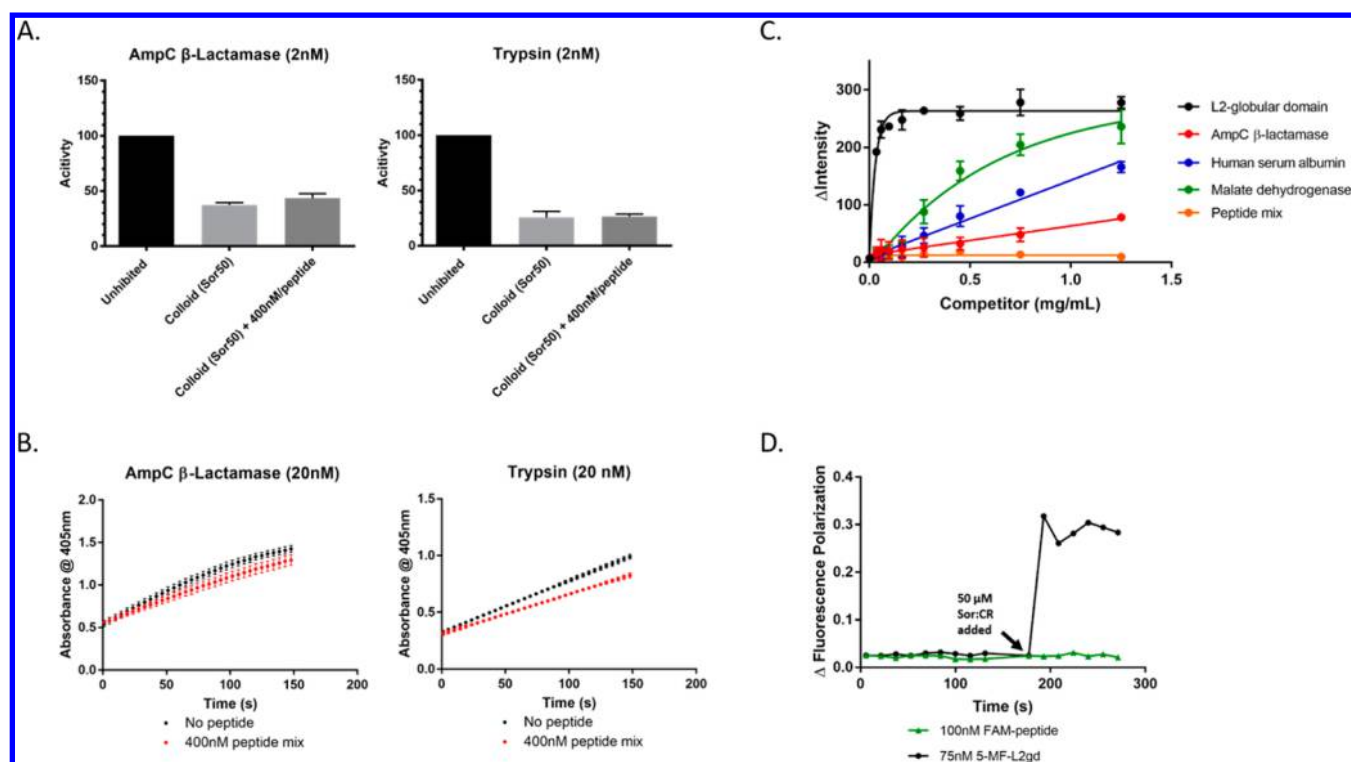 A.
AmpC β-Lactamase (2nM)
150
100
50
0
Acitivty
Unhibited
Colloid (Sor50)
Colloid (Sor50) + 400nM/peptide
Trypsin (2nM)
150
100
50
0
Acitivty
Unhibited
Colloid (Sor50)
Colloid (Sor50) + 400nM/peptide
C.
300
200
100
0
ΔIntensity
0.0 0.5 1.0 1.5
Competitor (mg/mL)
L2-globular domain
AmpC β-lactamase
Human serum albumin
Malate dehydrogenase
Peptide mix
B.
AmpC β-Lactamase (20nM)
2.0
1.5
1.0
0.5
0.0
Absorbance @ 405nm
0 50 100 150 200
Time (s)
No peptide
400nM peptide mix
Trypsin (20 nM)
1.5
1.0
0.5
0.0
Absorbance @ 405nm
0 50 100 150 200
Time (s)
No peptide
400nM peptide mix
D.
0.4
0.3
0.2
0.1
0.0
Δ Fluorescence Polarization
50 μM
Sor:CR
added
0 100 200 300
Time (s)
100nM FAM-peptide
75nM 5-MF-L2gd